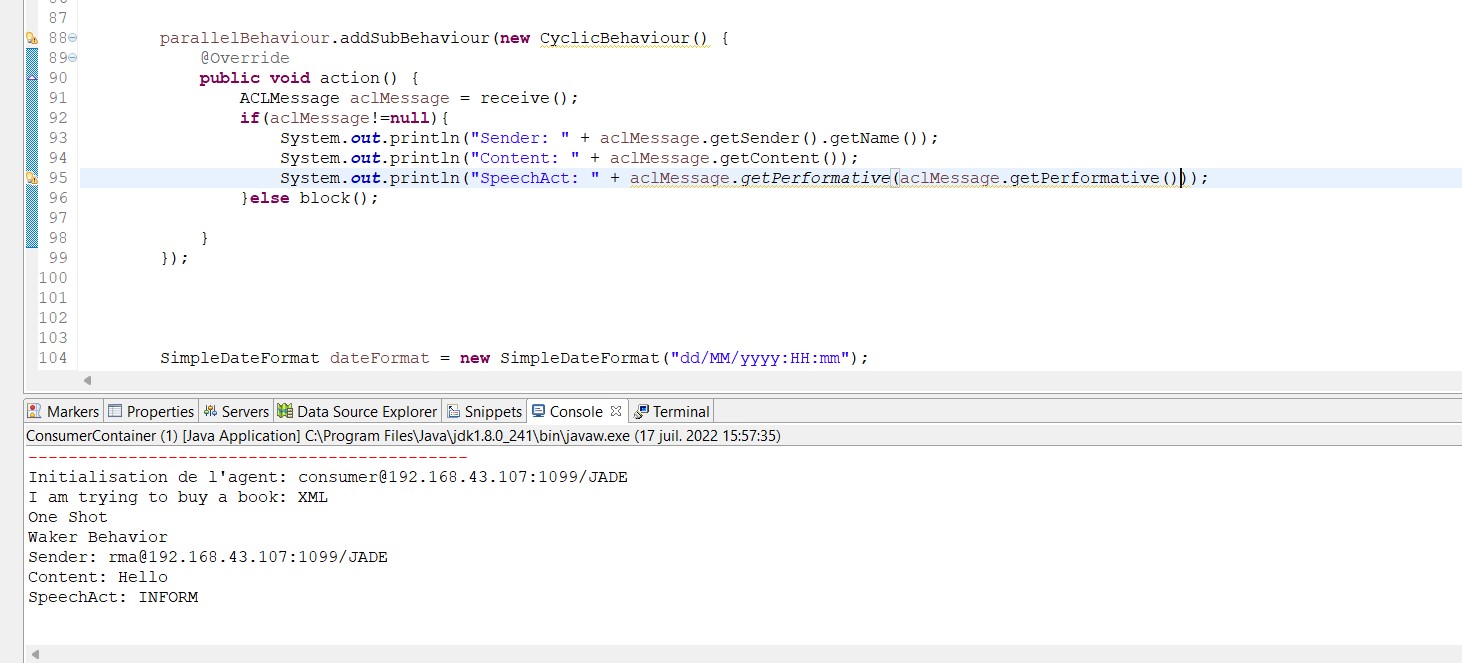 87
88 parallelBehaviour.addSubBehaviour(new CyclicBehaviour() {
89 @Override
90 public void action() {
91 ACLMessage aclMessage = receive();
92 if(aclMessage!=null){
93 System.out.println("Sender: " + aclMessage.getSender().getName());
94 System.out.println("Content: " + aclMessage.getContent());
95 System.out.println("SpeechAct: " + aclMessage.getPerformative(aclMessage.getPerformative()));
96 }else block();
97
98 }
99 });
100
101
102
103
104 SimpleDateFormat dateFormat = new SimpleDateFormat("dd/MM/yyyy:HH:mm");
Markers Properties Servers Data Source Explorer Snippets Console Terminal
ConsumerContainer (1) [Java Application] C:\Program Files\Java\jdk1.8.0_241\bin\javaw.exe (17 juil. 2022 15:57:35)
--------------------------------------------
Initialisation de l'agent: consumer@192.168.43.107:1099/JADE
I am trying to buy a book: XML
One Shot
Waker Behavior
Sender: rma@192.168.43.107:1099/JADE
Content: Hello
SpeechAct: INFORM